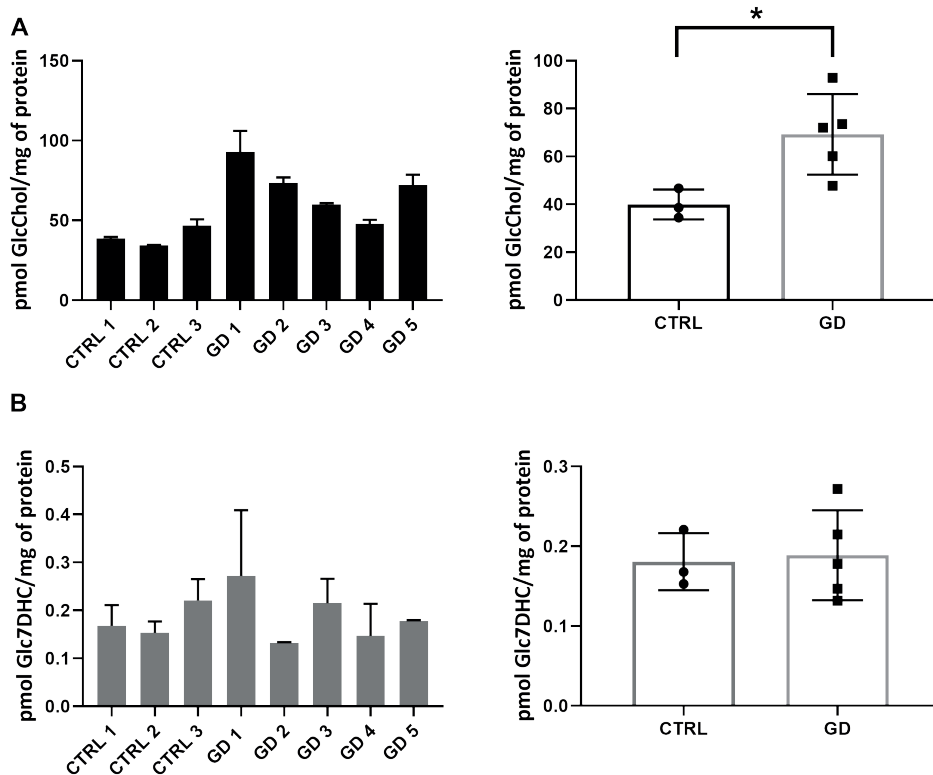 A
pmol GlcChol/mg of protein
150
100
50
0
CTRL 1
CTRL 2
CTRL 3
GD 1
GD 2
GD 3
GD 4
GD 5
*
pmol GlcChol/mg of protein
100
80
60
40
20
0
CTRL
GD
B
pmol Glc7DHC/mg of protein
0.5
0.4
0.3
0.2
0.1
0.0
CTRL 1
CTRL 2
CTRL 3
GD 1
GD 2
GD 3
GD 4
GD 5
pmol Glc7DHC/mg of protein
0.3
0.2
0.1
0.0
CTRL
GD